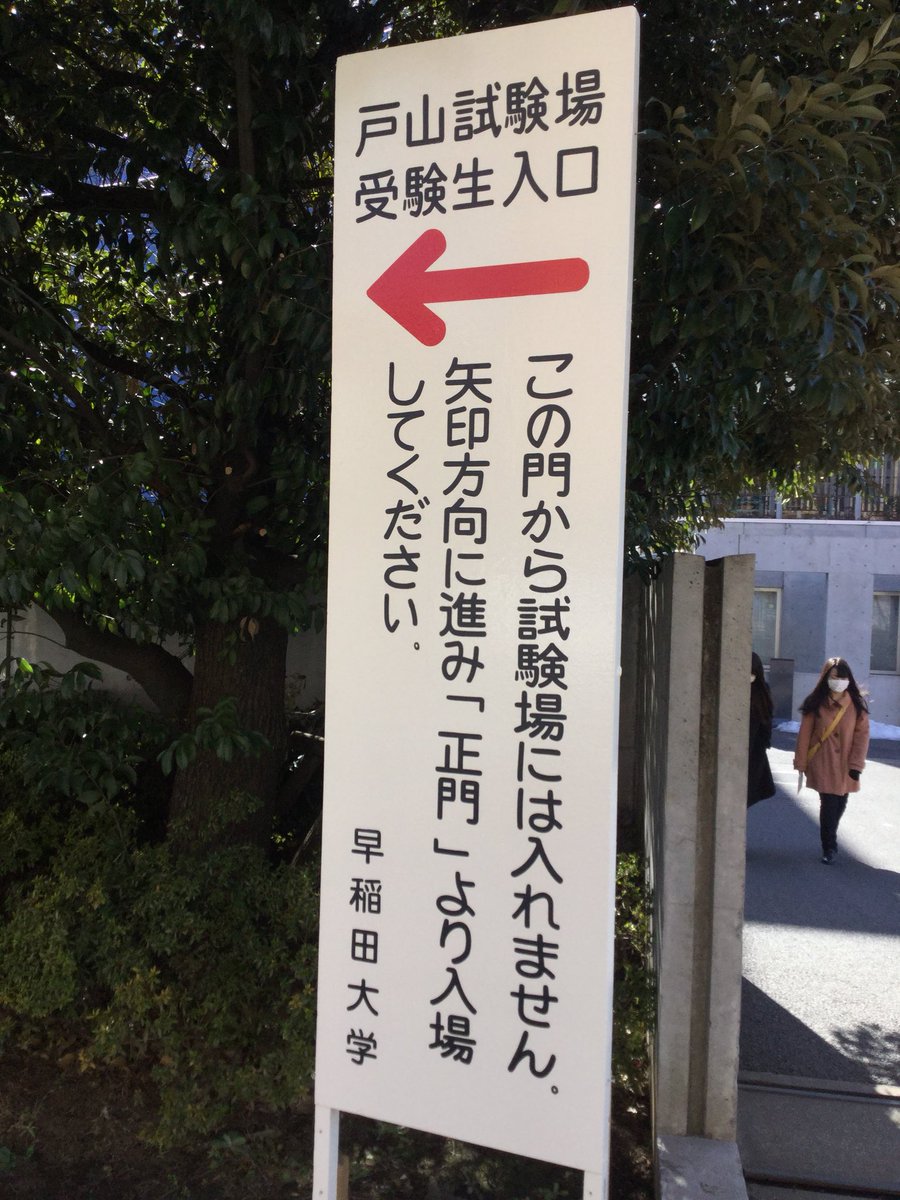 戸山試験場
受験生入口
この門から試験場には入れません。
矢印方向に進み「正門」より入場
してください。
早稲田大学